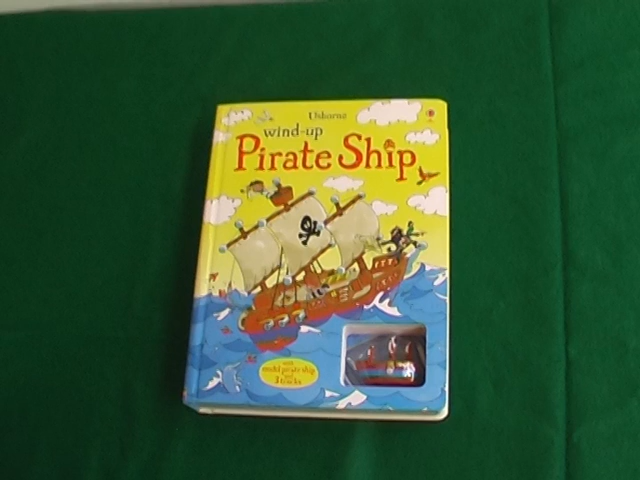 Usborne
wind-up
Pirate Ship
with
model pirate ship
and
3 tracks